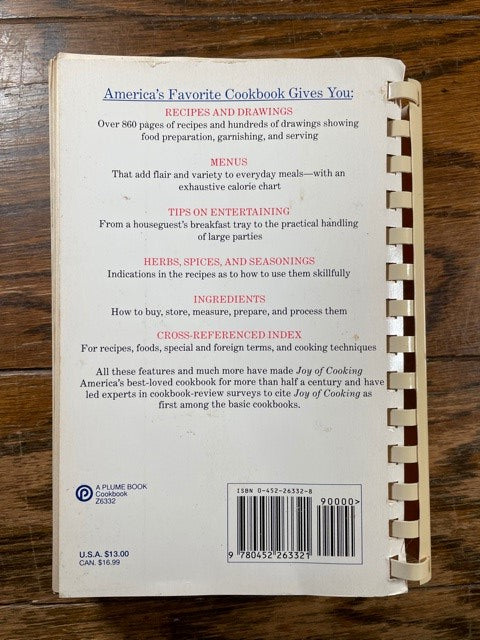 America's Favorite Cookbook Gives You:
RECIPES AND DRAWINGS
Over 860 pages of recipes and hundreds of drawings showing
food preparation, garnishing, and serving
MENUS
That add flair and variety to everyday meals—with an
exhaustive calorie chart
TIPS ON ENTERTAINING
From a houseguest's breakfast tray to the practical handling
of large parties
HERBS, SPICES, AND SEASONINGS
Indications in the recipes as to how to use them skillfully
INGREDIENTS
How to buy, store, measure, prepare, and process them
CROSS-REFERENCED INDEX
For recipes, foods, special and foreign terms, and cooking techniques
All these features and much more have made Joy of Cooking
America's best-loved cookbook for more than half a century and have
led experts in cookbook-review surveys to cite Joy of Cooking as
first among the basic cookbooks.
A PLUME BOOK
Cookbook
Z6332
U.S.A. $13.00
CAN. $16.99
ISBN 0-452-26332-8
90000>
9 780452 263321